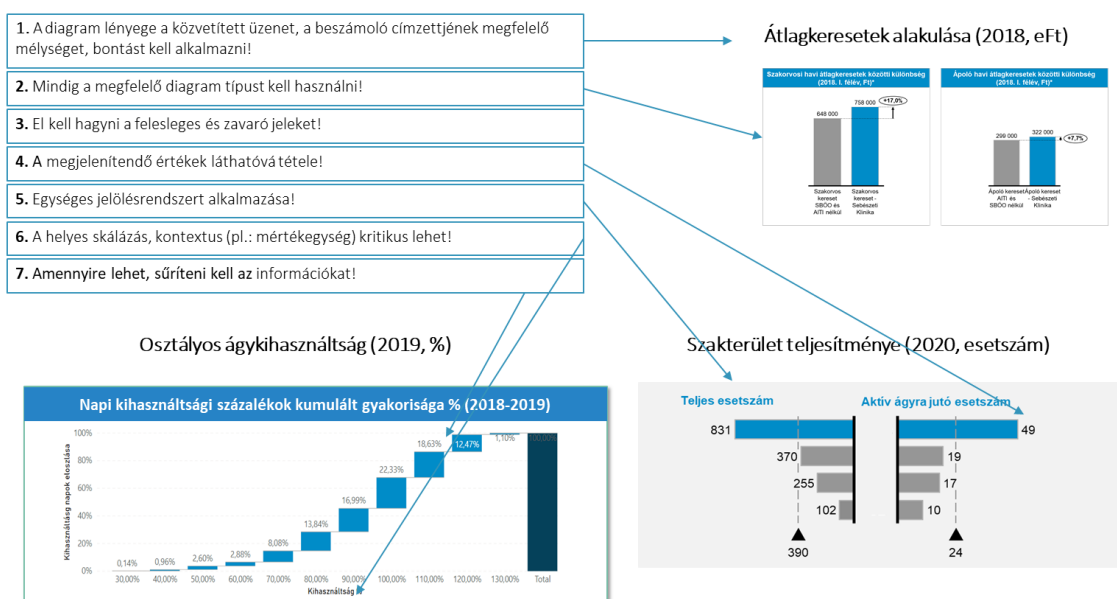 1. A diagram lényege a közvetített üzenet, a beszámoló címzettjének megfelelő
mélységet, bontást kell alkalmazni!
2. Mindig a megfelelő diagram típust kell használni!
3. El kell hagyni a felesleges és zavaró jeleket!
4. A megjelenítendő értékek láthatóvá tétele!
5. Egységes jelölésrendszert alkalmazása!
6. A helyes skálázás, kontextus (pl.: mértékegység) kritikus lehet!
7. Amennyire lehet, sűríteni kell az információkat!
Átlagkeresetek alakulása (2018, eFt)
Szakorvosi havi átlagkeresetek közötti különbség
(2018. I. félév, Ft)*
648 000
758 000
+17,0%
Szakorvos
kereset
SBÖO és
AITI nélkül
Szakorvos
kereset -
Sebészeti
Klinika
Ápoló havi átlagkeresetek közötti különbség
(2018. I. félév, Ft)*
299 000
322 000
+7,7%
Ápoló kereset
AITI és
SBÖO nélkül
Ápoló kereset
- Sebészeti
Klinika
Osztályos ágykihasználtság (2019, %)
Napi kihasználtsági százalékok kumulált gyakorisága % (2018-2019)
Kihasználtság napok eloszlása
100%
80%
60%
40%
20%
0%
0,14%
0,96%
2,60%
2,88%
8,08%
13,84%
16,99%
22,33%
18,63%
12,47%
1,10%
100,00%
30,00%
40,00%
50,00%
60,00%
70,00%
80,00%
90,00%
100,00%
110,00%
120,00%
130,00%
Total
Kihasználtság
Szakterület teljesítménye (2020, esetszám)
Teljes esetszám
831
370
255
102
390
Aktív ágyra jutó esetszám
49
19
17
10
24